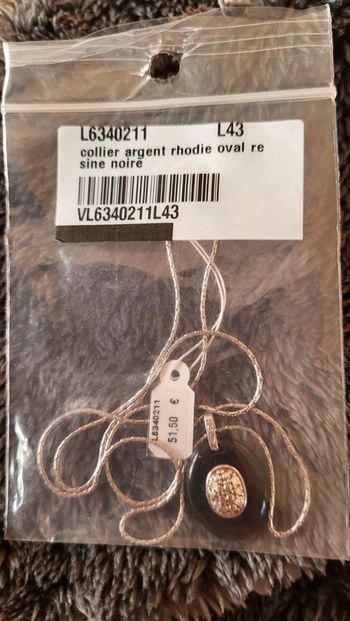 L6340211 L43
collier argent rhodie oval re
sine noire
VL6340211L43
L6340211
51.50 €